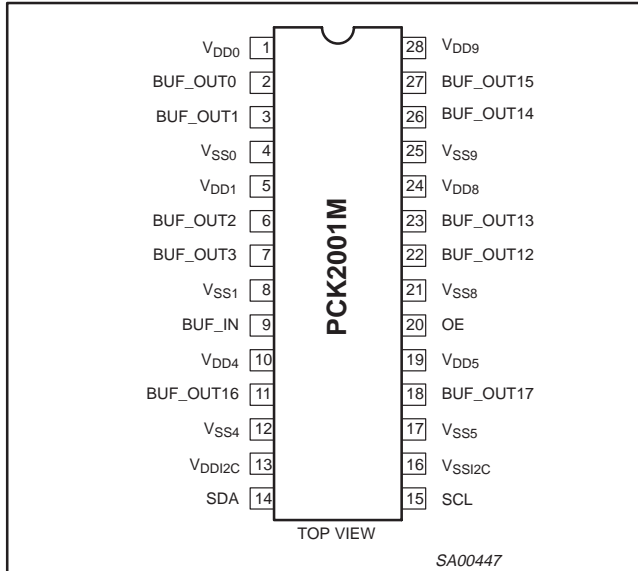 VDD0 1 28 VDD9
BUF_OUT0 2 27 BUF_OUT15
BUF_OUT1 3 26 BUF_OUT14
VSS0 4 25 VSS9
VDD1 5 24 VDD8
BUF_OUT2 6 23 BUF_OUT13
BUF_OUT3 7 22 BUF_OUT12
VSS1 8 21 VSS8
BUF_IN 9 20 OE
VDD4 10 19 VDD5
BUF_OUT16 11 18 BUF_OUT17
VSS4 12 17 VSS5
VDDI2C 13 16 VSSI2C
SDA 14 15 SCL
PCK2001M
TOP VIEW
SA00447